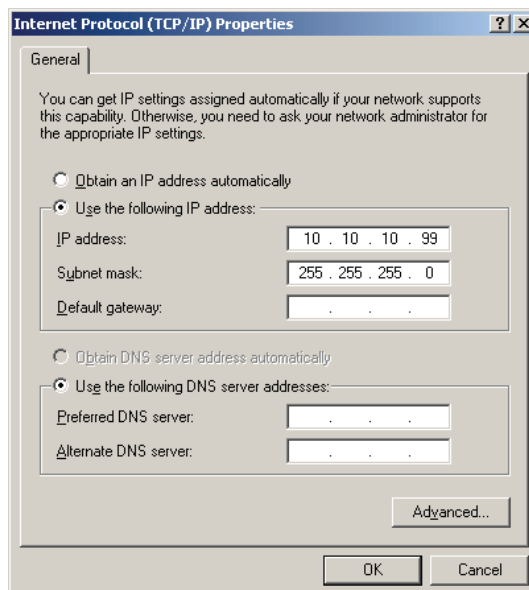 Internet Protocol (TCP/IP) Properties
General
You can get IP settings assigned automatically if your network supports
this capability. Otherwise, you need to ask your network administrator for
the appropriate IP settings.
Obtain an IP address automatically
Use the following IP address:
IP address: 10 . 10 . 10 . 99
Subnet mask: 255 . 255 . 255 . 0
Default gateway: . . .
Obtain DNS server address automatically
Use the following DNS server addresses:
Preferred DNS server: . . .
Alternate DNS server: . . .
Advanced...
OK Cancel